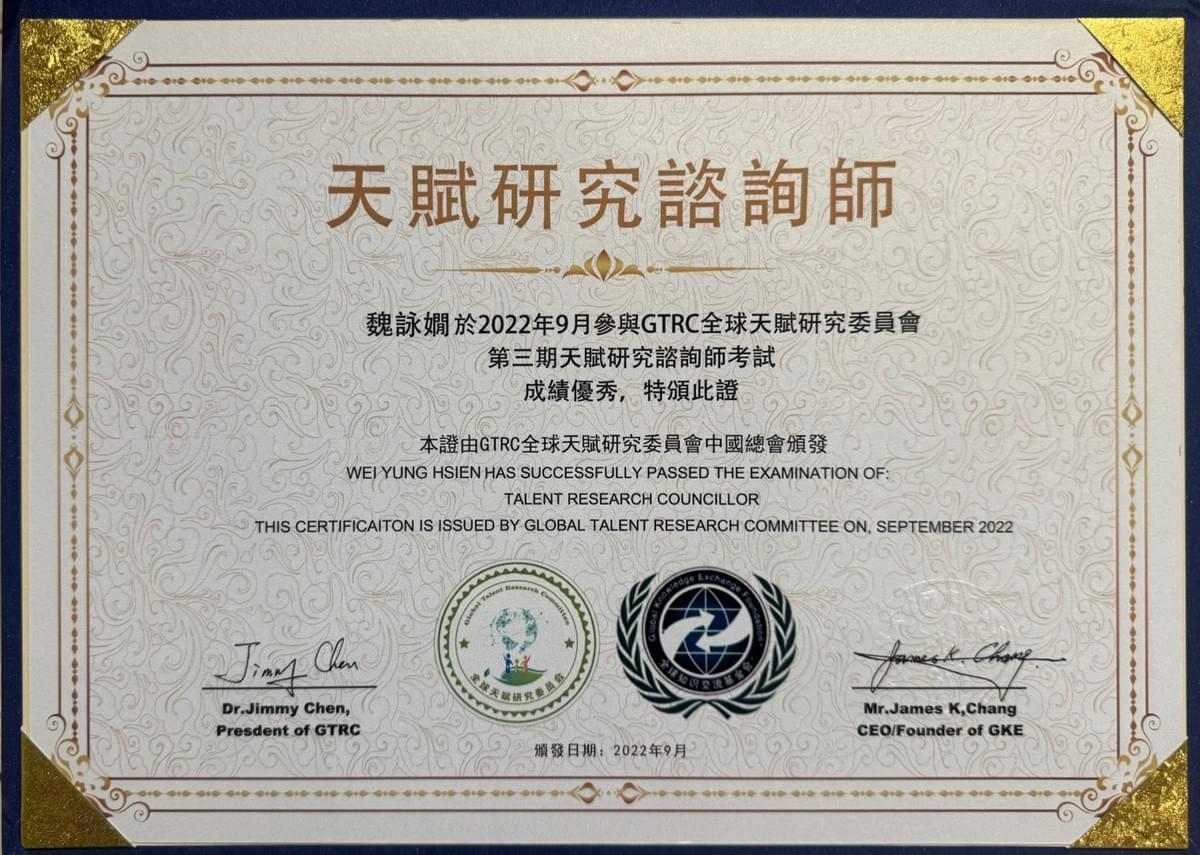 天賦研究諮詢師
魏詠嫺於2022年9月參與GTRC全球天賦研究委員會
第三期天賦研究諮詢師考試
成績優秀，特頒此證
本證由GTRC全球天賦研究委員會中國總會頒發
WEI YUNG HSIEN HAS SUCCESSFULLY PASSED THE EXAMINATION OF:
TALENT RESEARCH COUNCILLOR
THIS CERTIFICAITON IS ISSUED BY GLOBAL TALENT RESEARCH COMMITTEE ON, SEPTEMBER 2022
Global Talent Research Committee
全球天赋研究委员会
Global Knowledge Exchange Foundation
全球知识交流基金会
Jimmy Chen
Dr.Jimmy Chen,
Presdent of GTRC
James K. Chang
Mr.James K,Chang
CEO/Founder of GKE
頒發日期：2022年9月